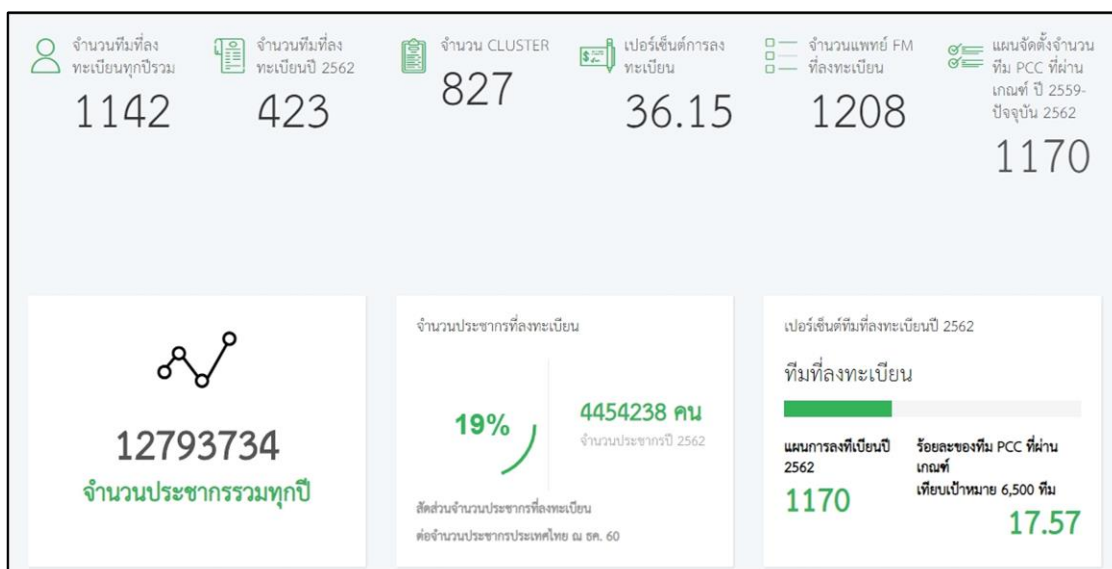 จำนวนทีมที่ลง
ทะเบียนทุกปีรวม
1142
จำนวนทีมที่ลง
ทะเบียนปี 2562
423
จำนวน CLUSTER
827
เปอร์เซ็นต์การลง
ทะเบียน
36.15
จำนวนแพทย์ FM
ที่ลงทะเบียน
1208
แผนจัดตั้งจำนวน
ทีม PCC ที่ผ่าน
เกณฑ์ ปี 2559-
ปัจจุบัน 2562
1170
12793734
จำนวนประชากรรวมทุกปี
จำนวนประชากรที่ลงทะเบียน
19%
4454238 คน
จำนวนประชากรปี 2562
สัดส่วนจำนวนประชากรที่ลงทะเบียน
ต่อจำนวนประชากรประเทศไทย ณ ธค. 60
เปอร์เซ็นต์ทีมที่ลงทะเบียนปี 2562
ทีมที่ลงทะเบียน
แผนการลงทีเบียนปี
2562
1170
ร้อยละของทีม PCC ที่ผ่าน
เกณฑ์
เทียบเป้าหมาย 6,500 ทีม
17.57